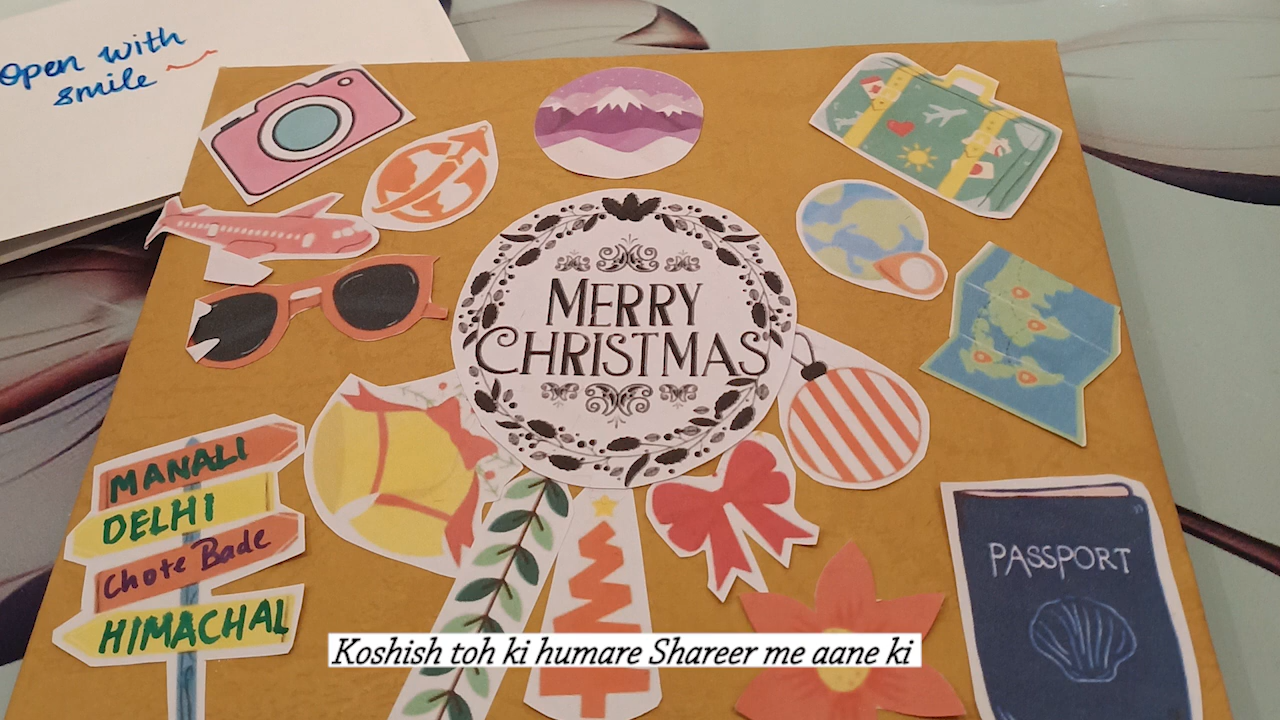 Open with
smile
MERRY
CHRISTMAS
MANALI
DELHI
Chote Bade
HIMACHAL
PASSPORT
Koshish toh ki humare Shareer me aane ki